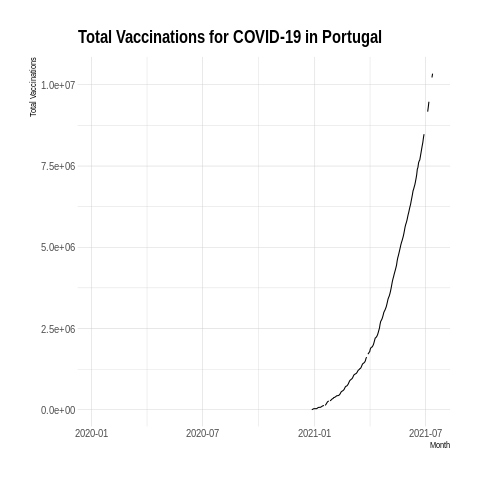 Total Vaccinations for COVID-19 in Portugal
Total Vaccinations
1.0e+07
7.5e+06
5.0e+06
2.5e+06
0.0e+00
2020-01 2020-07 2021-01 2021-07
Month